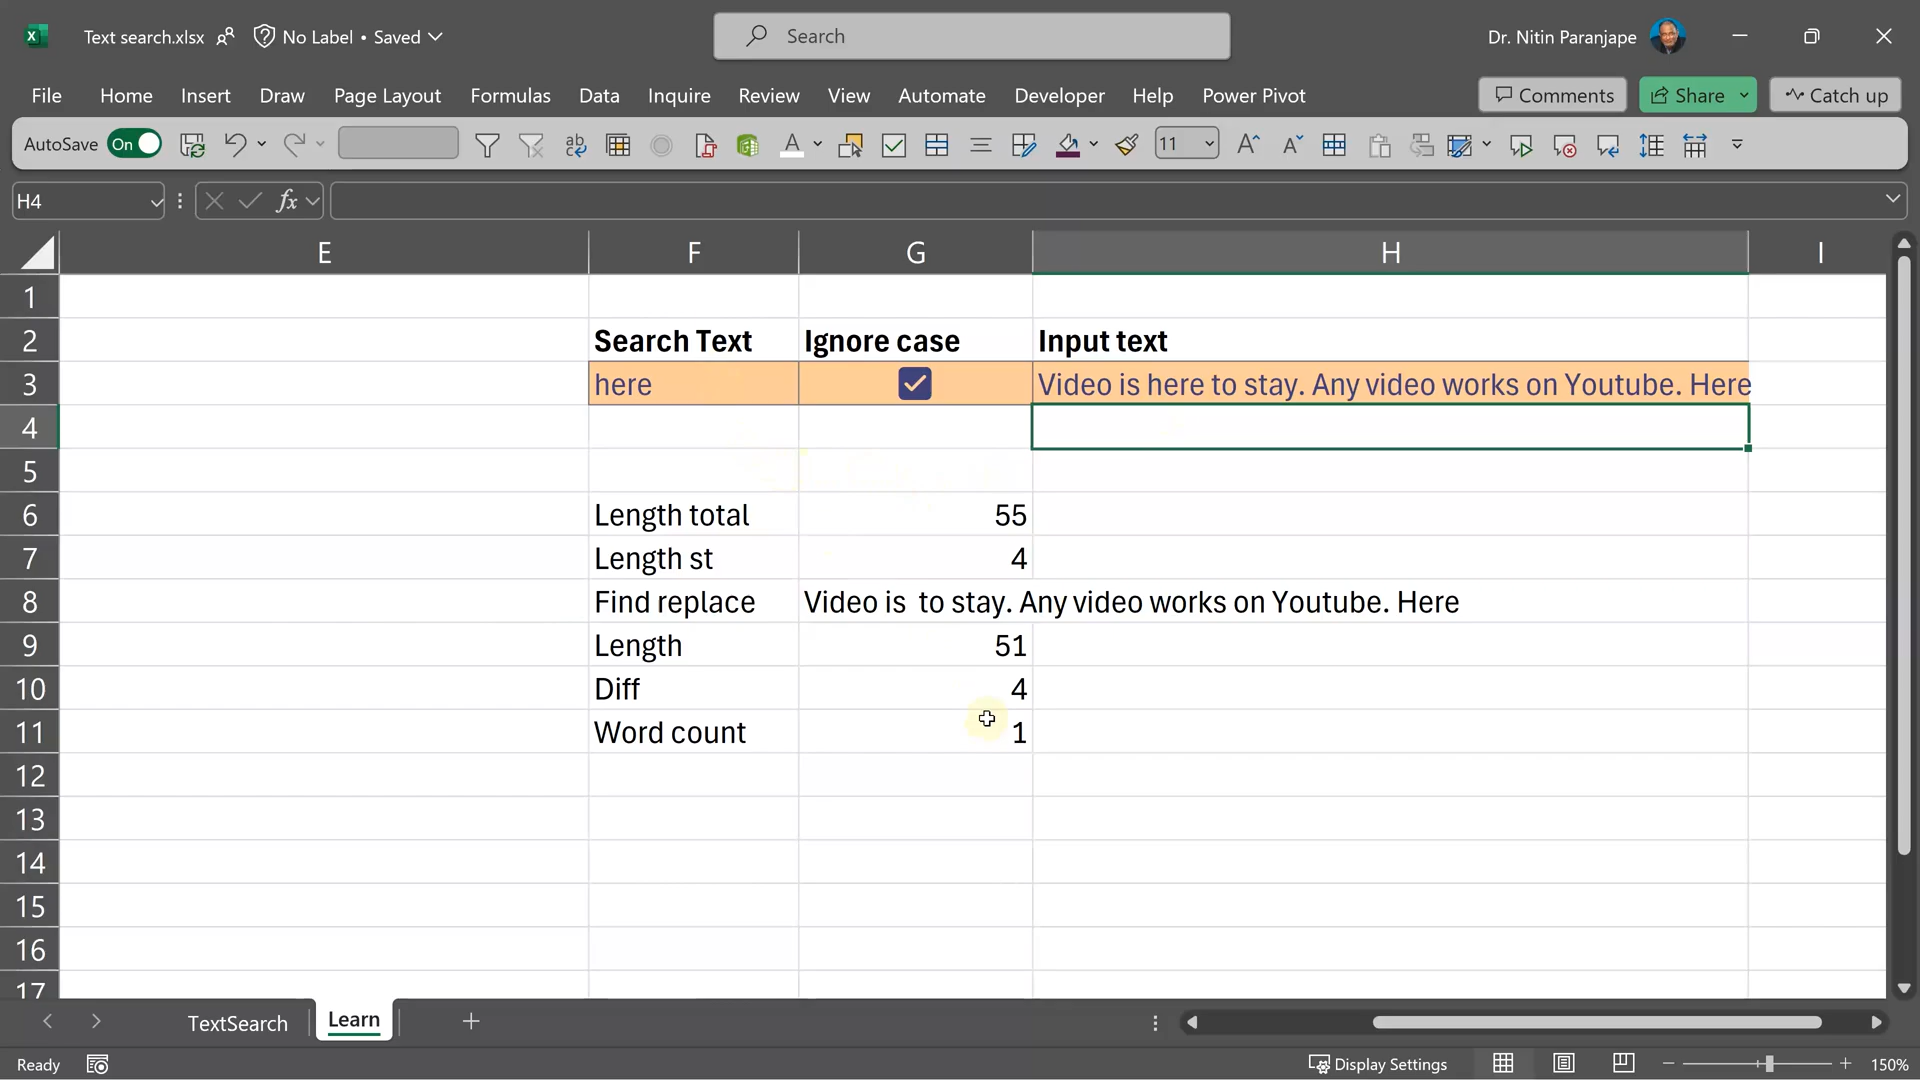 Text search.xlsx No Label • Saved Search Dr. Nitin Paranjape
File Home Insert Draw Page Layout Formulas Data Inquire Review View Automate Developer Help Power Pivot Comments Share Catch up
AutoSave On 11
H4 fx
E F G H I
1
2 Search Text Ignore case Input text
3 here Video is here to stay. Any video works on Youtube. Here
4
5
6 Length total 55
7 Length st 4
8 Find replace Video is  to stay. Any video works on Youtube. Here
9 Length 51
10 Diff 4
11 Word count 1
12
13
14
15
16
17
TextSearch Learn
Ready Display Settings 150%